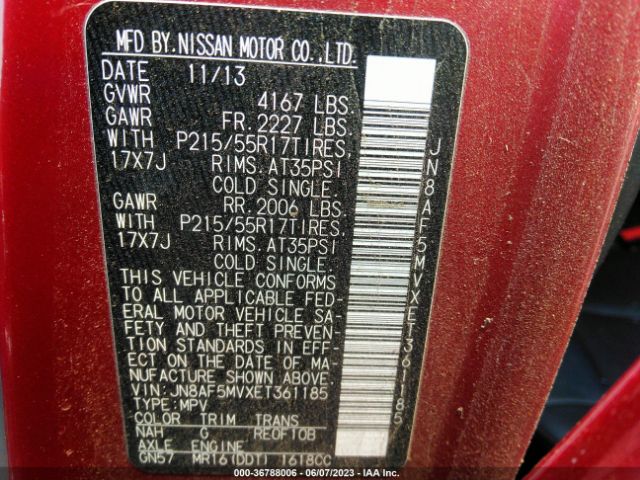 MFD BY. NISSAN MOTOR CO., LTD.
DATE 11/13
GVWR 4167 LBS.
GAWR FR. 2227 LBS.
WITH P215/55R17TIRES,
17X7J RIMS. AT35PSI
COLD SINGLE.
GAWR RR. 2006 LBS.
WITH P215/55R17TIRES,
17X7J RIMS. AT35PSI
COLD SINGLE.
THIS VEHICLE CONFORMS
TO ALL APPLICABLE FED-
ERAL MOTOR VEHICLE SA-
FETY AND THEFT PREVEN-
TION STANDARDS IN EFF-
ECT ON THE DATE OF MA-
NUFACTURE SHOWN ABOVE.
VIN: JN8AF5MVXET361185
TYPE: MPV
COLOR TRIM TRANS
NAH G RE0F10B
AXLE ENGINE
GN57 MR16(DDT) 1618CC
JN8AF5MVXET361185
000-36788006 - 06/07/2023 - IAA Inc.